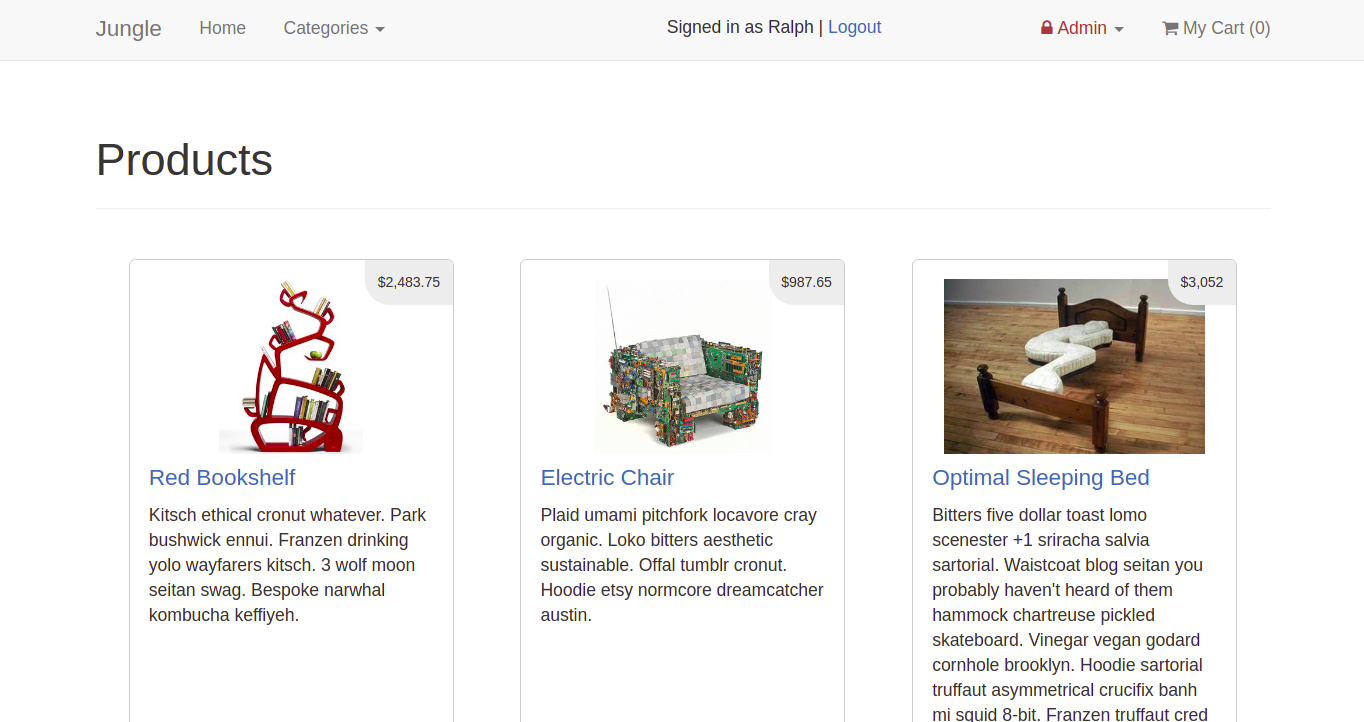 Jungle Home Categories Signed in as Ralph | Logout Admin My Cart (0)
Products
$2,483.75
Red Bookshelf
Kitsch ethical cronut whatever. Park
bushwick ennui. Franzen drinking
yolo wayfarers kitsch. 3 wolf moon
seitan swag. Bespoke narwhal
kombucha keffiyeh.
$987.65
Electric Chair
Plaid umami pitchfork locavore cray
organic. Loko bitters aesthetic
sustainable. Offal tumblr cronut.
Hoodie etsy normcore dreamcatcher
austin.
$3,052
Optimal Sleeping Bed
Bitters five dollar toast lomo
scenester +1 sriracha salvia
sartorial. Waistcoat blog seitan you
probably haven't heard of them
hammock chartreuse pickled
skateboard. Vinegar vegan godard
cornhole brooklyn. Hoodie sartorial
truffaut asymmetrical crucifix banh
mi squid 8-bit. Franzen truffaut cred